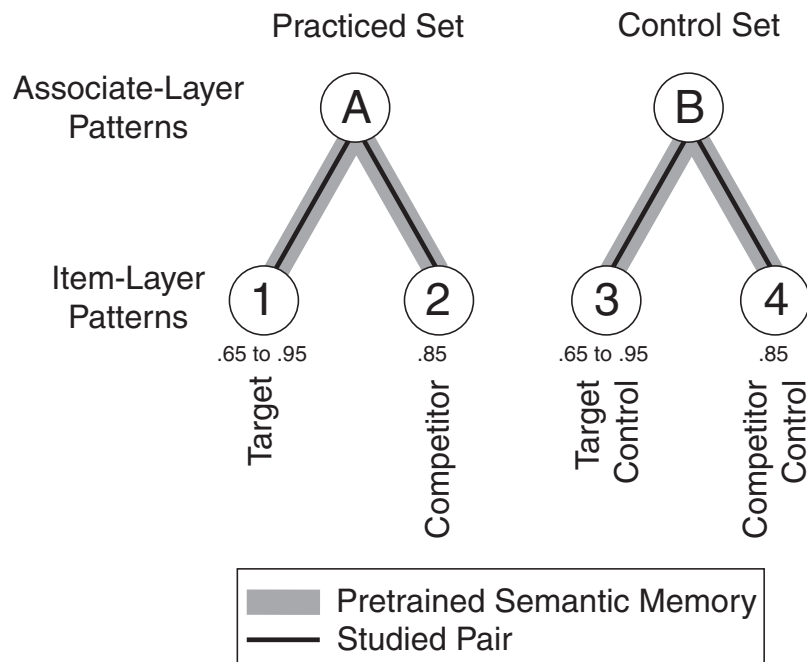 Practiced Set
Control Set
Associate-Layer
Patterns
A
B
Item-Layer
Patterns
1
2
3
4
.65 to .95
.85
.65 to .95
.85
Target
Competitor
Target
Control
Competitor
Control
Pretrained Semantic Memory
Studied Pair